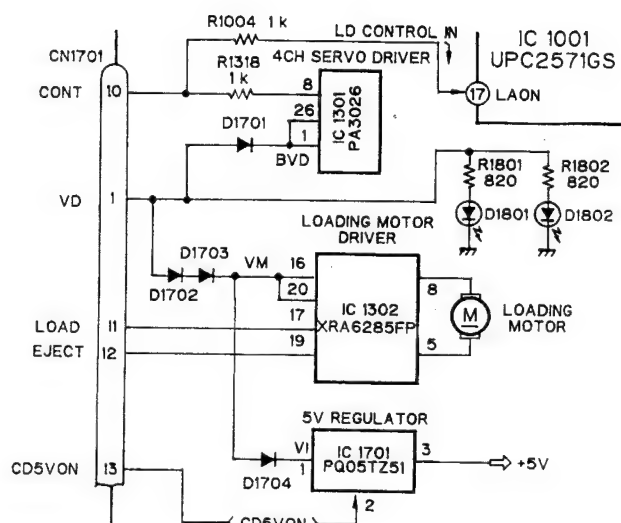 R1004 1k
LD CONTROL IN
IC 1001
UPC2571GS
CN1701
R1318
1k
4CH SERVO DRIVER
CONT
10
8
26
1
IC 1301
PA3026
17
LAON
D1701
BVD
R1801
820
R1802
820
VD
1
D1801
D1802
LOADING MOTOR
DRIVER
D1703
D1702
VM
16
20
17
19
IC 1302
XRA6285FP
8
5
M
LOADING
MOTOR
LOAD
11
EJECT
12
5V REGULATOR
VI
1
IC 1701
PQ05TZ51
3
+5V
CD5VON
13
D1704
2
CD5VON